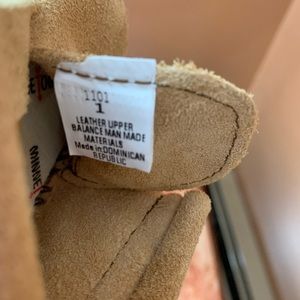 1101
1
LEATHER UPPER
BALANCE MAN MADE
MATERIALS
Made in:DOMINICAN
REPUBLIC